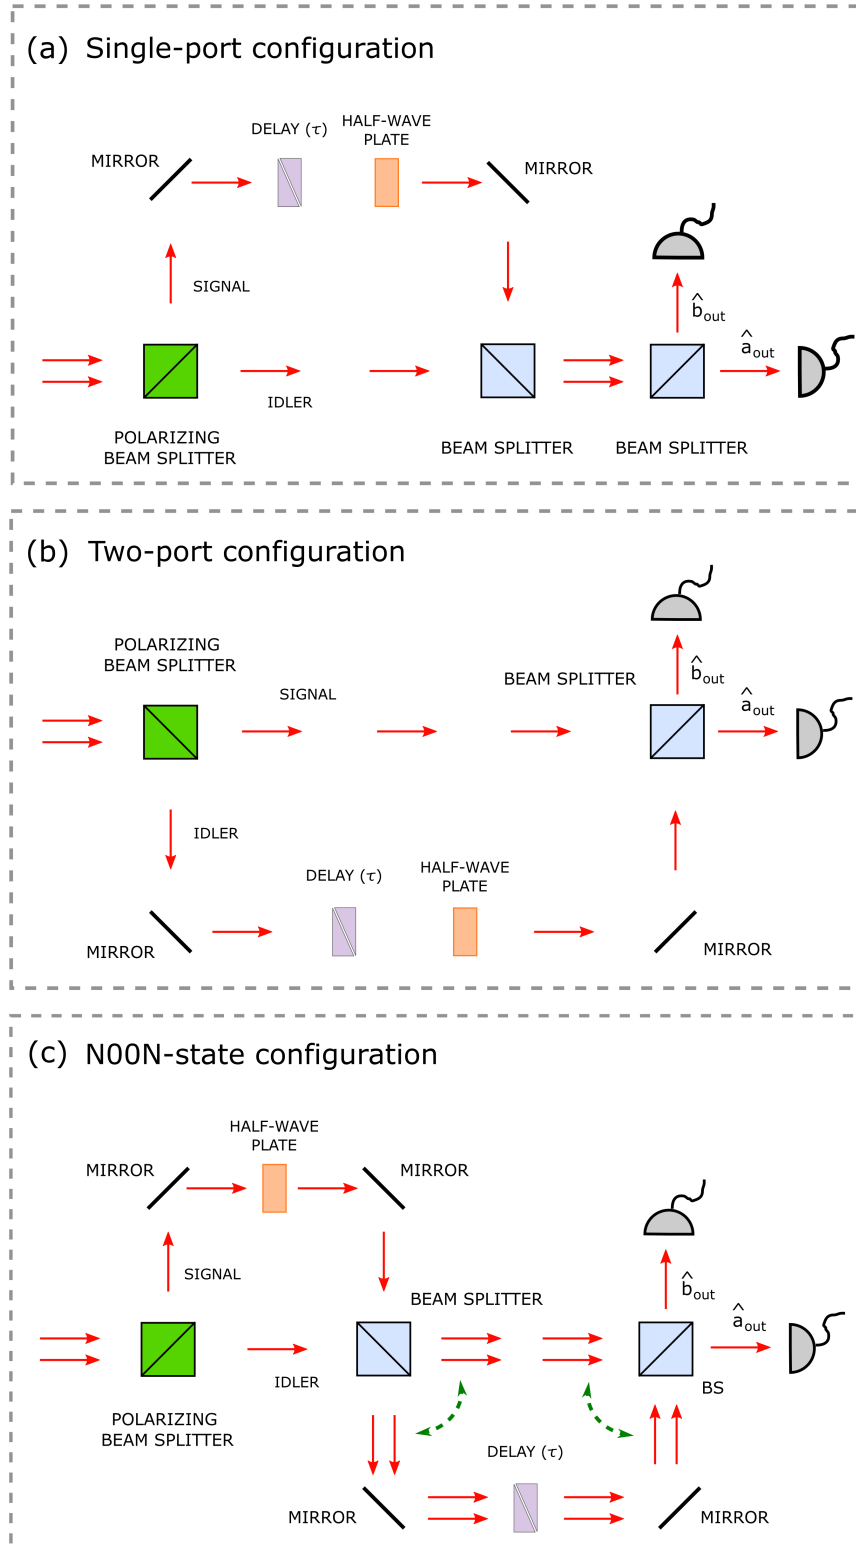 (a) Single-port configuration
DELAY (τ)
HALF-WAVE
PLATE
MIRROR
MIRROR
SIGNAL
b̂out
âout
IDLER
POLARIZING
BEAM SPLITTER
BEAM SPLITTER
BEAM SPLITTER
(b) Two-port configuration
POLARIZING
BEAM SPLITTER
SIGNAL
BEAM SPLITTER
b̂out
âout
IDLER
DELAY (τ)
HALF-WAVE
PLATE
MIRROR
MIRROR
(c) N00N-state configuration
HALF-WAVE
PLATE
MIRROR
MIRROR
SIGNAL
BEAM SPLITTER
b̂out
âout
IDLER
BS
POLARIZING
BEAM SPLITTER
DELAY (τ)
MIRROR
MIRROR